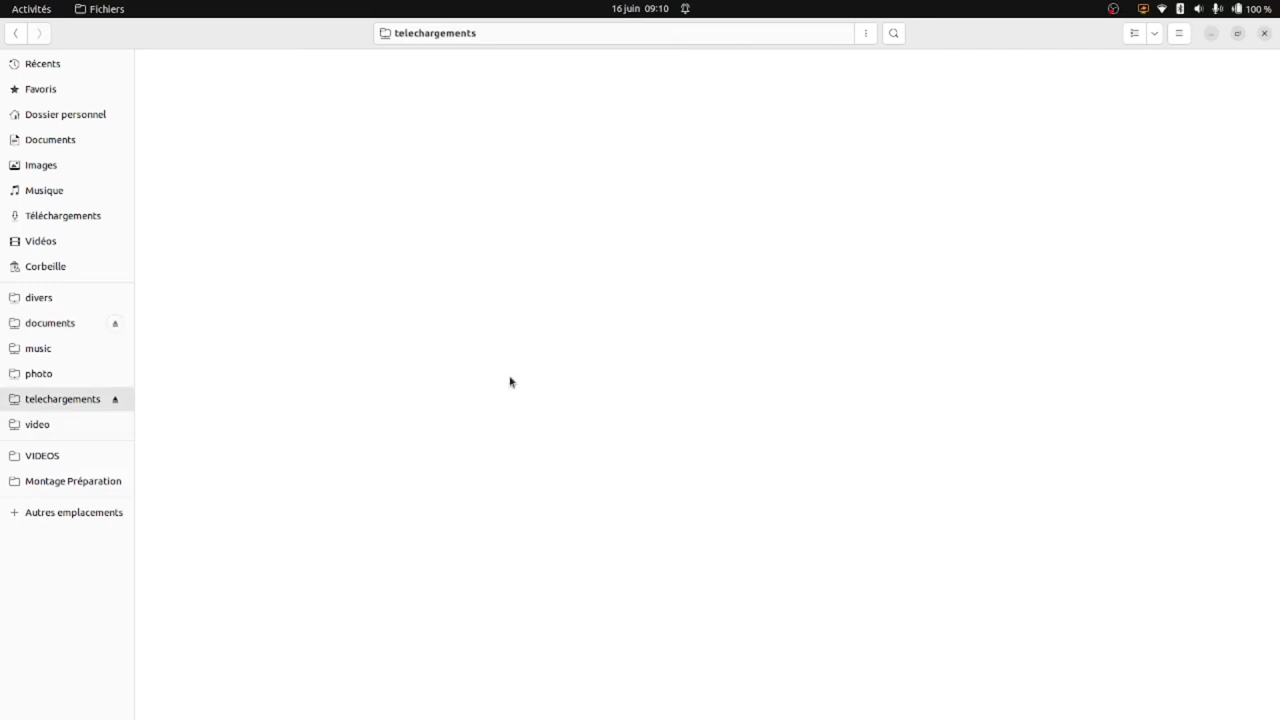 Activités Fichiers 16 juin 09:10 100 %
telechargements
Récents
Favoris
Dossier personnel
Documents
Images
Musique
Téléchargements
Vidéos
Corbeille
divers
documents
music
photo
telechargements
video
VIDEOS
Montage Préparation
Autres emplacements